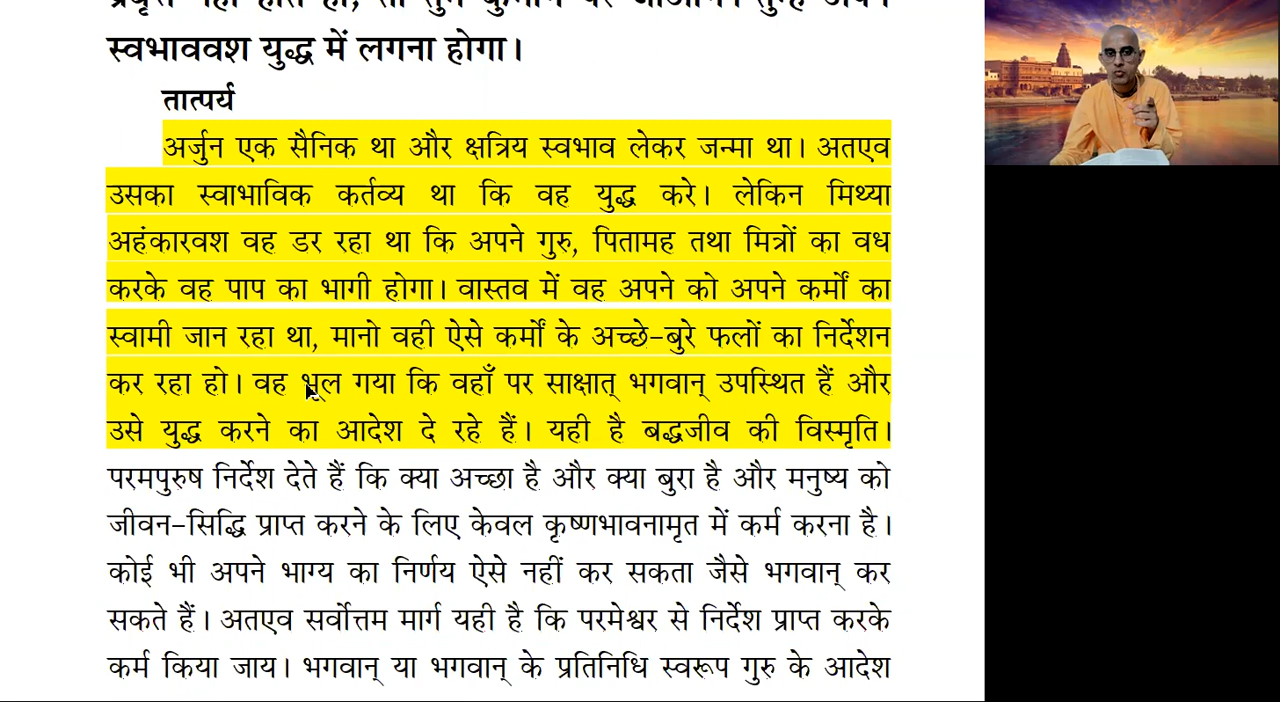 स्वभाववश युद्ध में लगना होगा।
तात्पर्य
अर्जुन एक सैनिक था और क्षत्रिय स्वभाव लेकर जन्मा था। अतएव
उसका स्वाभाविक कर्तव्य था कि वह युद्ध करे। लेकिन मिथ्या
अहंकारवश वह डर रहा था कि अपने गुरु, पितामह तथा मित्रों का वध
करके वह पाप का भागी होगा। वास्तव में वह अपने को अपने कर्मों का
स्वामी जान रहा था, मानो वही ऐसे कर्मों के अच्छे-बुरे फलों का निर्देशन
कर रहा हो। वह भूल गया कि वहाँ पर साक्षात् भगवान् उपस्थित हैं और
उसे युद्ध करने का आदेश दे रहे हैं। यही है बद्धजीव की विस्मृति।
परमपुरुष निर्देश देते हैं कि क्या अच्छा है और क्या बुरा है और मनुष्य को
जीवन-सिद्धि प्राप्त करने के लिए केवल कृष्णभावनामृत में कर्म करना है।
कोई भी अपने भाग्य का निर्णय ऐसे नहीं कर सकता जैसे भगवान् कर
सकते हैं। अतएव सर्वोत्तम मार्ग यही है कि परमेश्वर से निर्देश प्राप्त करके
कर्म किया जाय। भगवान् या भगवान् के प्रतिनिधि स्वरूप गुरु के आदेश